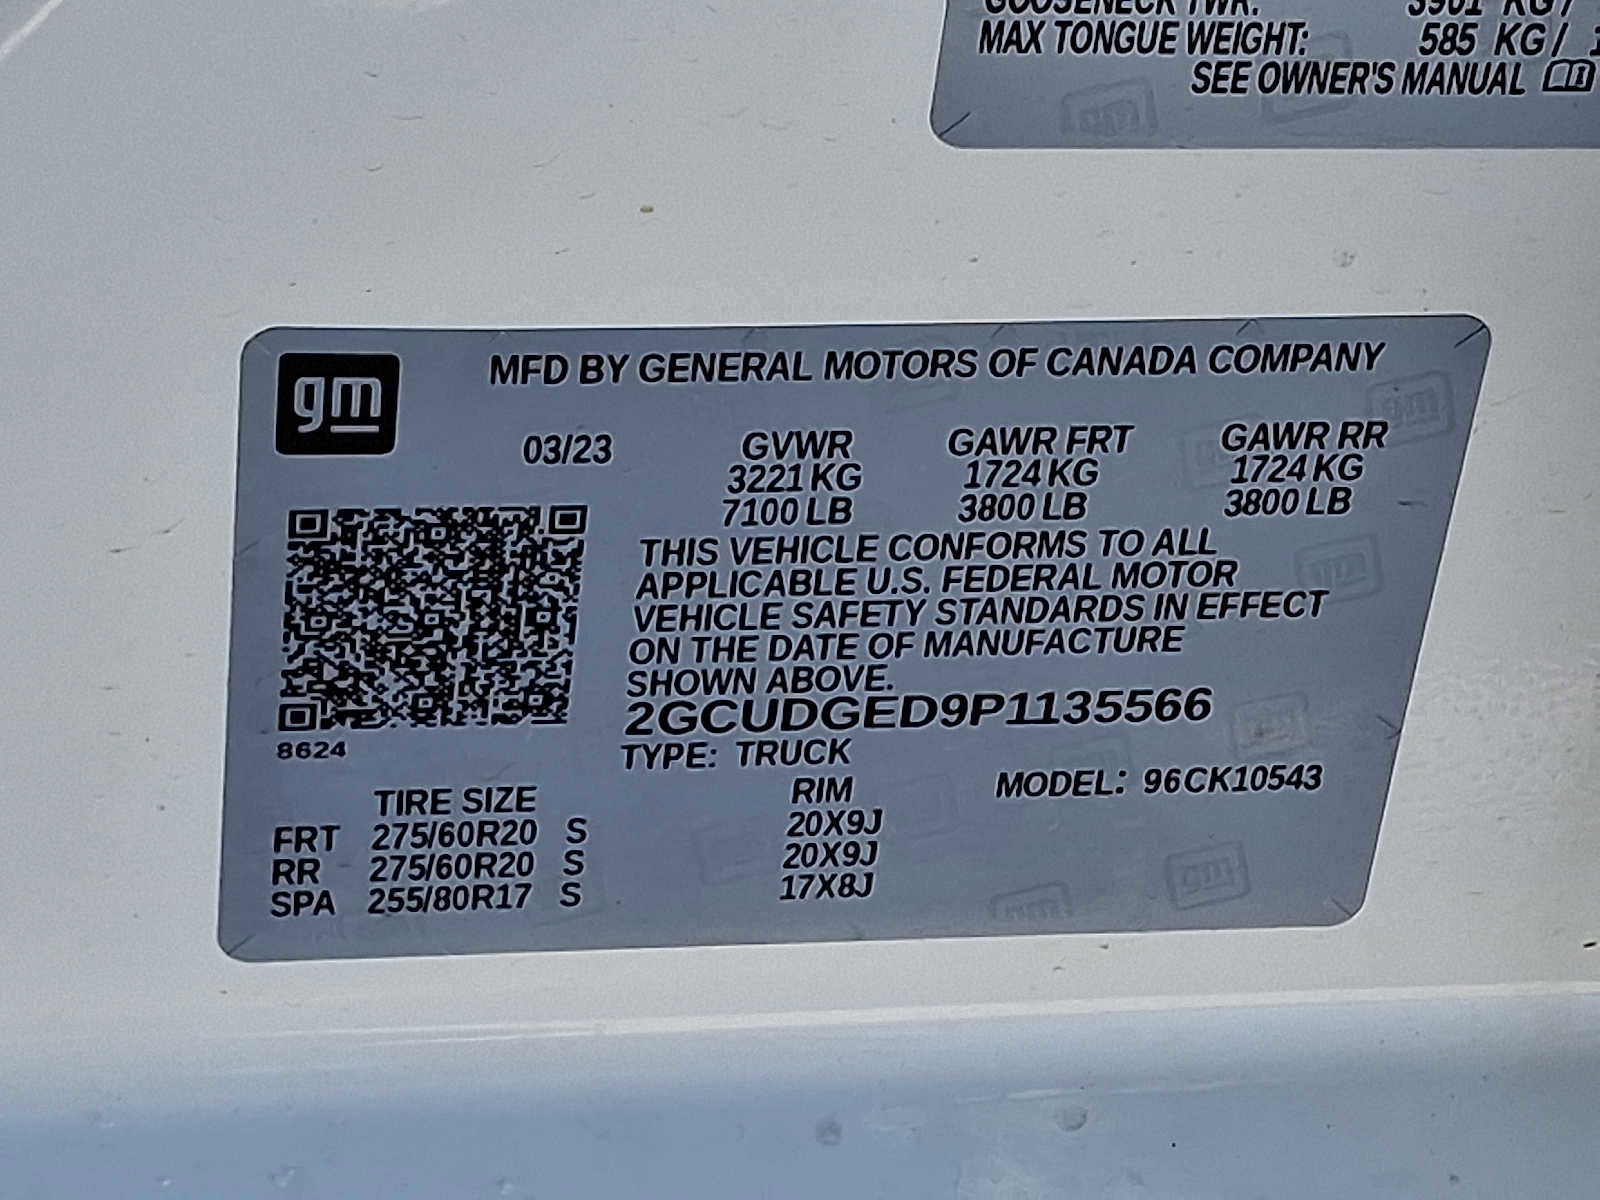 GOOSENECK TWR: 3901 KG /
MAX TONGUE WEIGHT: 585 KG /
SEE OWNER'S MANUAL
gm
MFD BY GENERAL MOTORS OF CANADA COMPANY
03/23 GVWR GAWR FRT GAWR RR
3221 KG 1724 KG 1724 KG
7100 LB 3800 LB 3800 LB
THIS VEHICLE CONFORMS TO ALL
APPLICABLE U.S. FEDERAL MOTOR
VEHICLE SAFETY STANDARDS IN EFFECT
ON THE DATE OF MANUFACTURE
SHOWN ABOVE.
2GCUDGED9P1135566
8624
TYPE: TRUCK
MODEL: 96CK10543
TIRE SIZE RIM
FRT 275/60R20 S 20X9J
RR 275/60R20 S 20X9J
SPA 255/80R17 S 17X8J